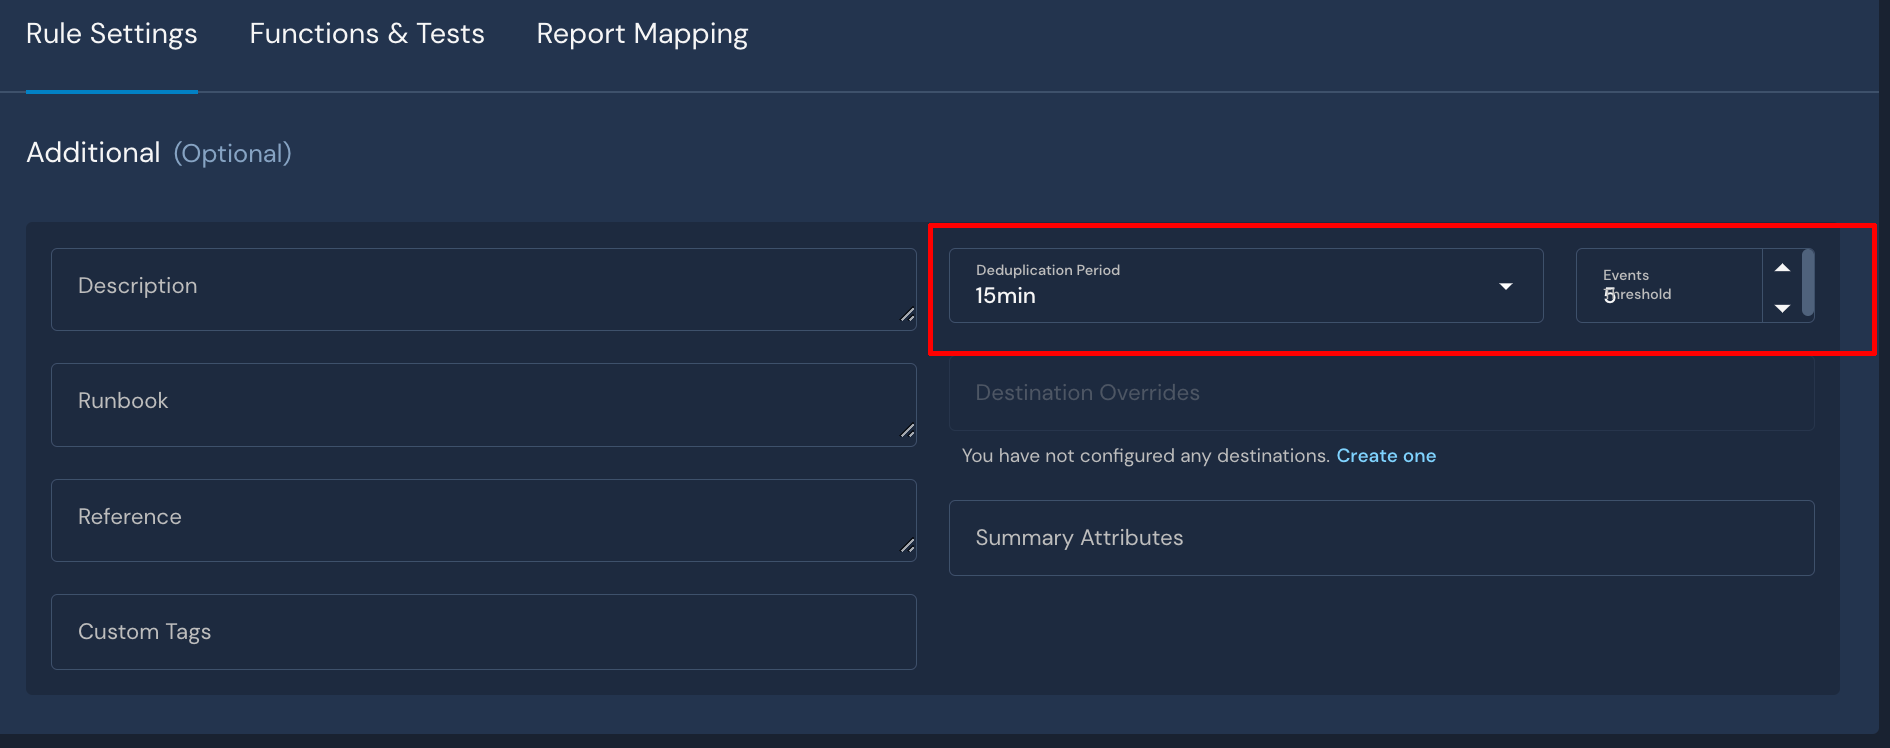 Rule Settings Functions & Tests Report Mapping
Additional (Optional)
Description
Runbook
Reference
Custom Tags
Deduplication Period
15min
Events
Threshold
5
Destination Overrides
You have not configured any destinations. Create one
Summary Attributes